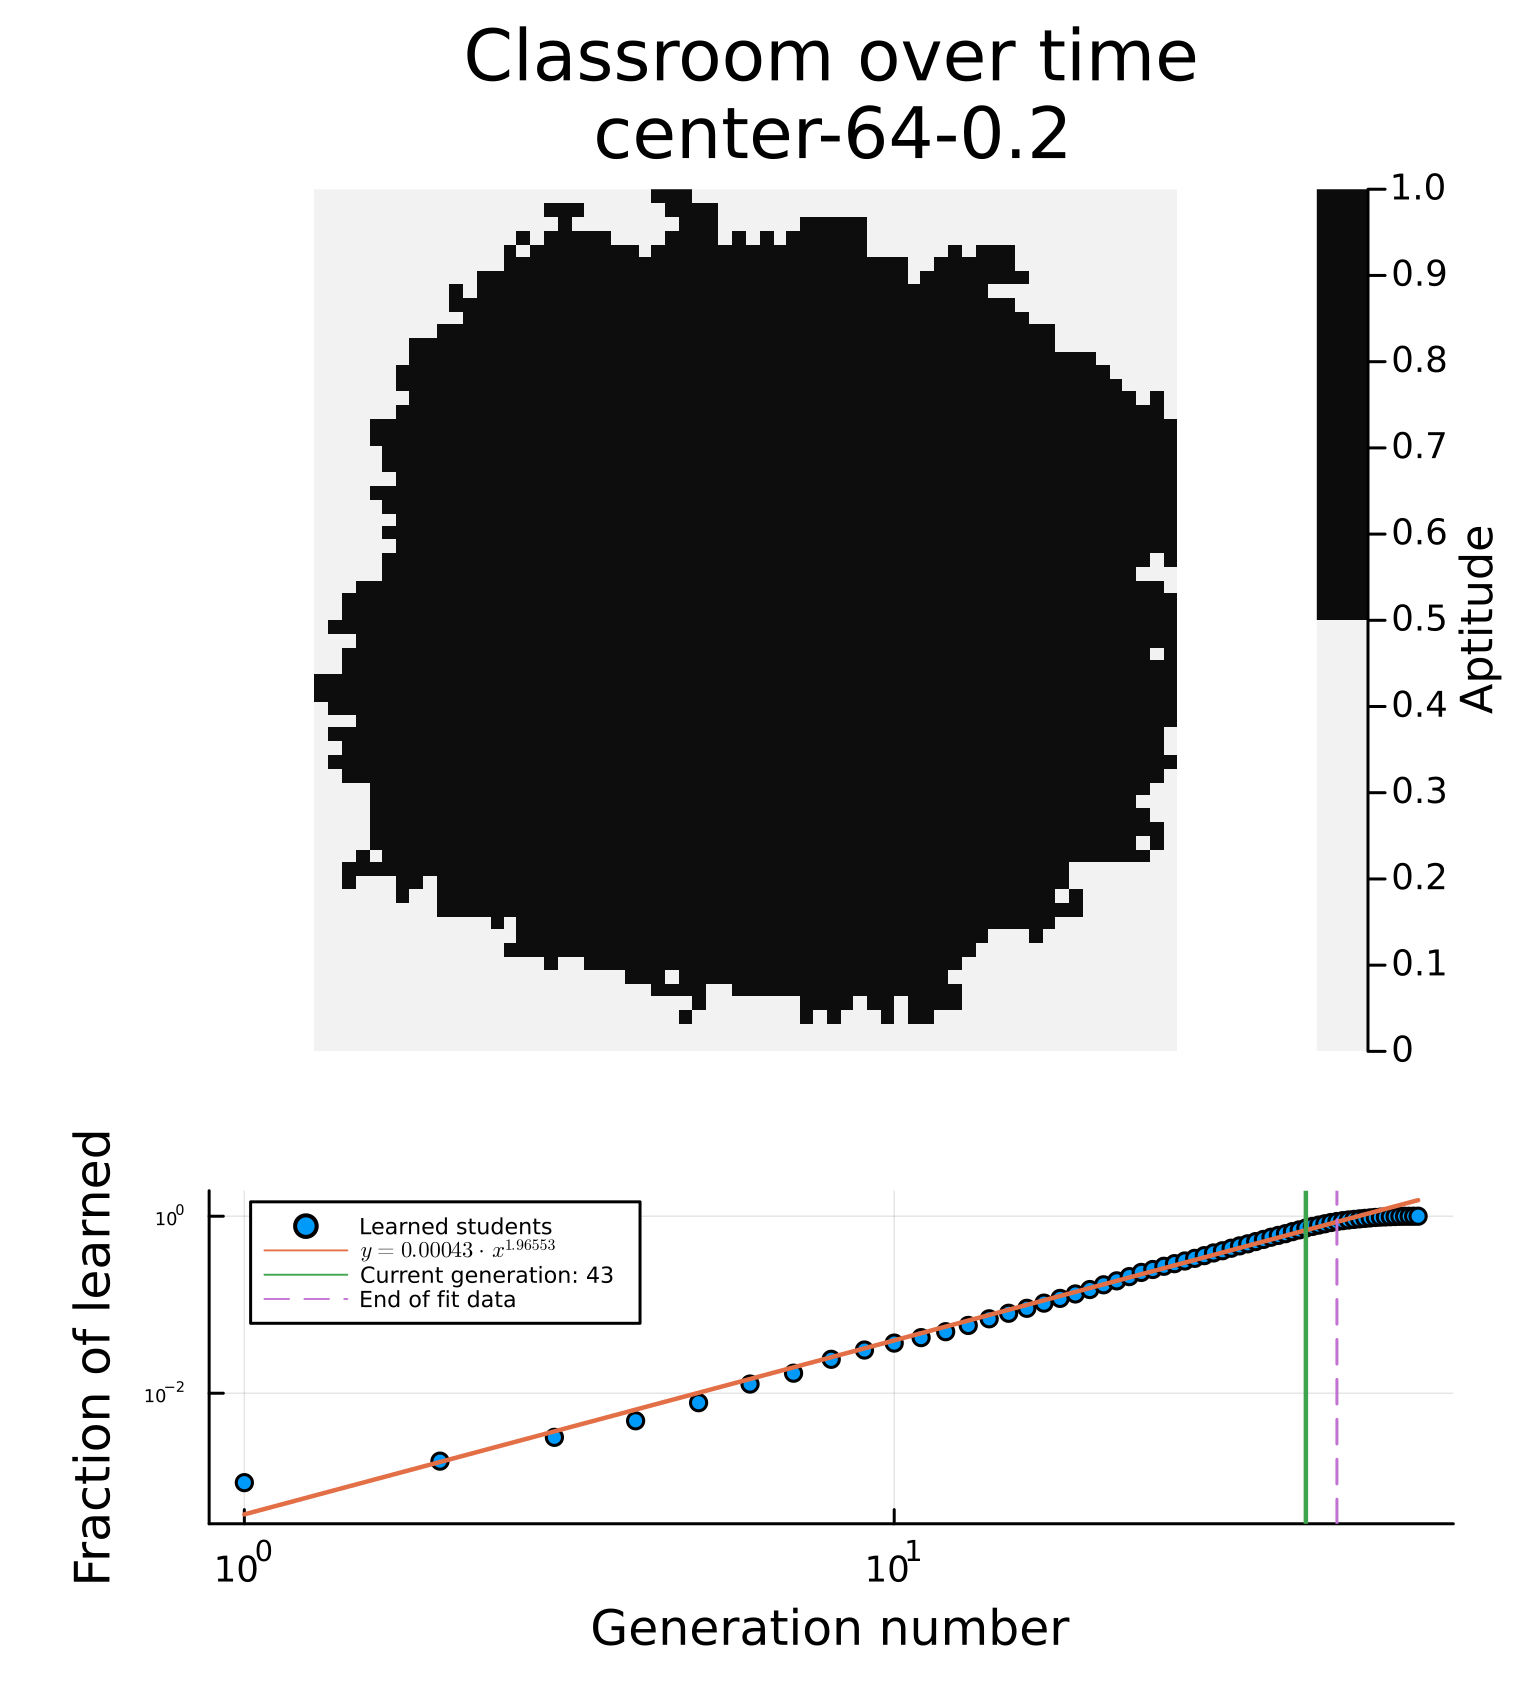 Classroom over time
center-64-0.2
1.0
0.9
0.8
0.7
0.6
0.5
0.4
0.3
0.2
0.1
0
Aptitude
Fraction of learned
10^0
10^-2
Learned students
y = 0.00043 · x^1.96553
Current generation: 43
End of fit data
10^0
10^1
Generation number